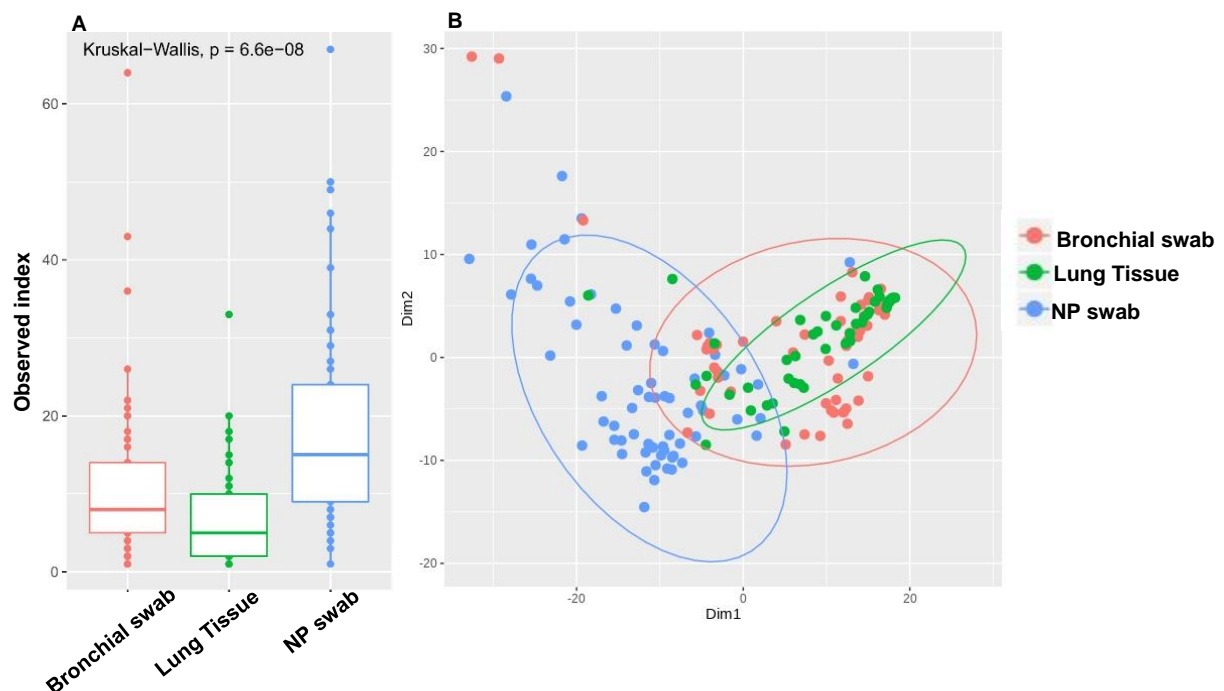 A
Kruskal−Wallis, p = 6.6e−08
60
40
20
0
Observed index
Bronchial swab
Lung Tissue
NP swab
B
30
20
10
0
-10
-20
Dim2
-20
0
20
Dim1
Bronchial swab
Lung Tissue
NP swab